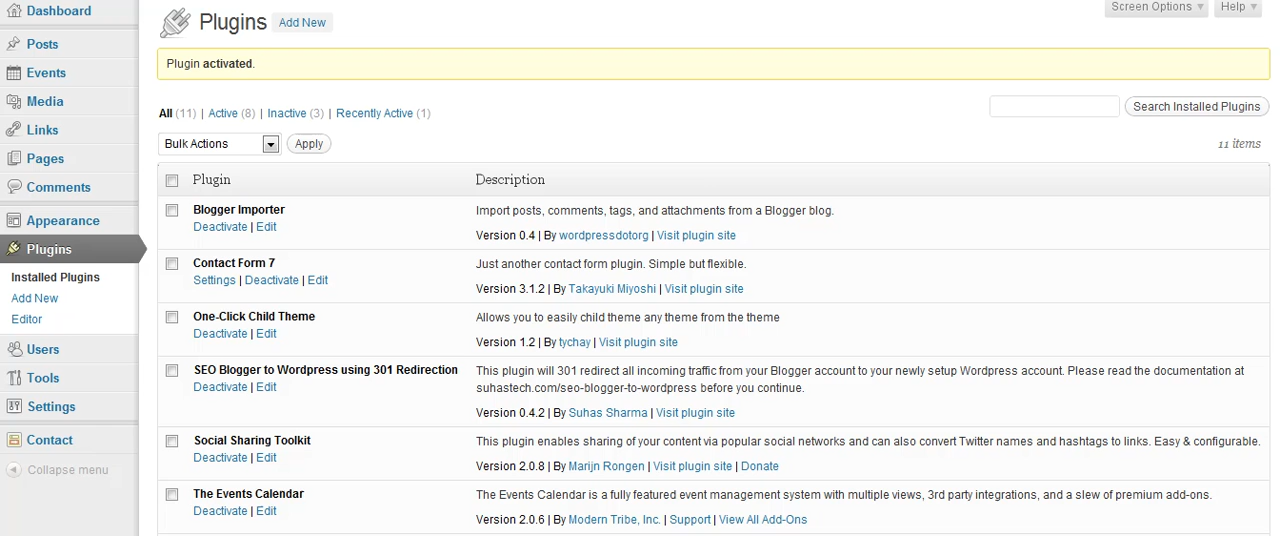 Dashboard
Posts
Events
Media
Links
Pages
Comments
Appearance
Plugins
Installed Plugins
Add New
Editor
Users
Tools
Settings
Contact
Collapse menu
Screen Options
Help
Plugins Add New
Plugin activated.
All (11) | Active (8) | Inactive (3) | Recently Active (1)
Search Installed Plugins
Bulk Actions
Apply
11 items
Plugin Description
Blogger Importer
Deactivate | Edit
Import posts, comments, tags, and attachments from a Blogger blog.
Version 0.4 | By wordpressdotorg | Visit plugin site
Contact Form 7
Settings | Deactivate | Edit
Just another contact form plugin. Simple but flexible.
Version 3.1.2 | By Takayuki Miyoshi | Visit plugin site
One-Click Child Theme
Deactivate | Edit
Allows you to easily child theme any theme from the theme
Version 1.2 | By tychay | Visit plugin site
SEO Blogger to Wordpress using 301 Redirection
Deactivate | Edit
This plugin will 301 redirect all incoming traffic from your Blogger account to your newly setup Wordpress account. Please read the documentation at
suhastech.com/seo-blogger-to-wordpress before you continue.
Version 0.4.2 | By Suhas Sharma | Visit plugin site
Social Sharing Toolkit
Deactivate | Edit
This plugin enables sharing of your content via popular social networks and can also convert Twitter names and hashtags to links. Easy & configurable.
Version 2.0.8 | By Marijn Rongen | Visit plugin site | Donate
The Events Calendar
Deactivate | Edit
The Events Calendar is a fully featured event management system with multiple views, 3rd party integrations, and a slew of premium add-ons.
Version 2.0.6 | By Modern Tribe, Inc. | Support | View All Add-Ons